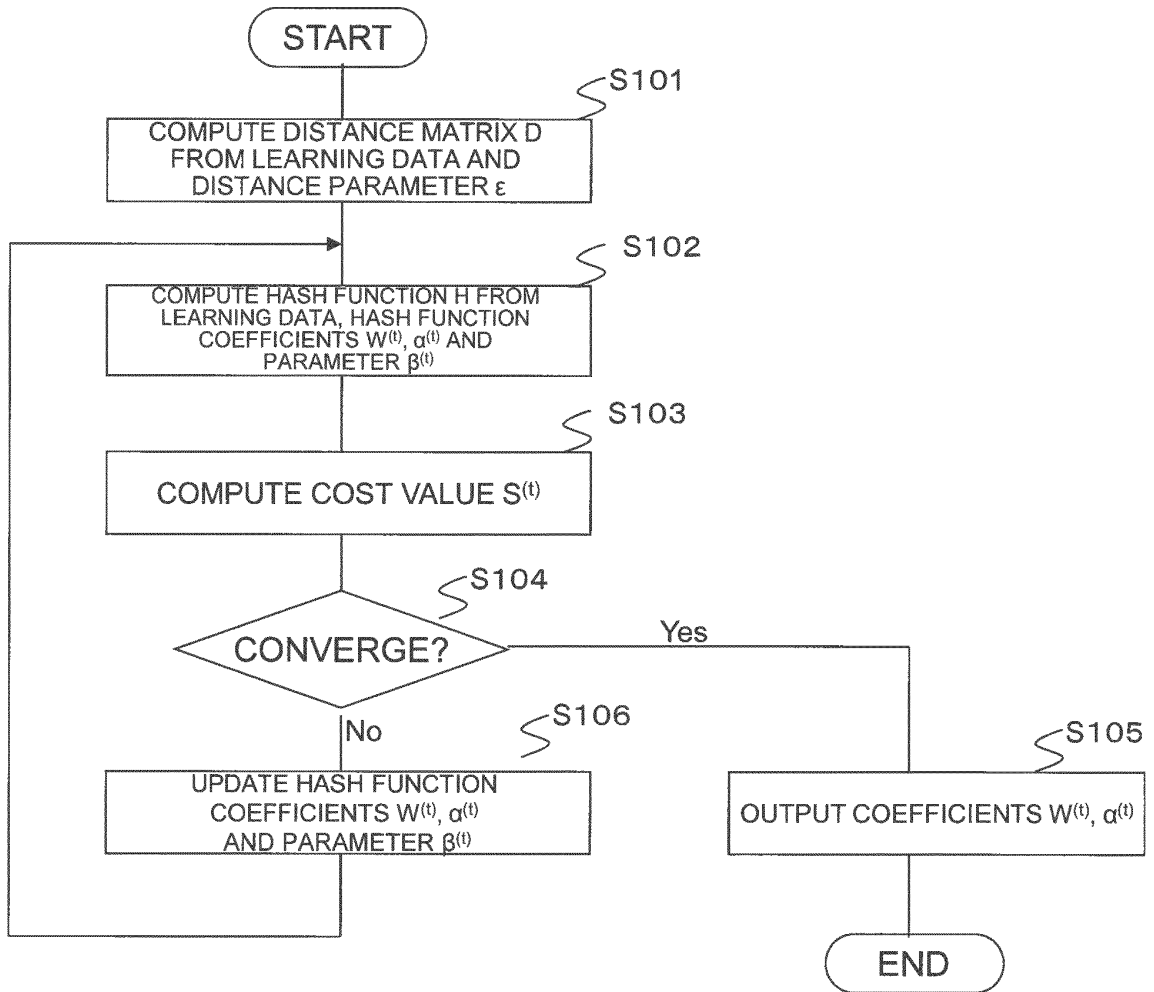 START
S101
COMPUTE DISTANCE MATRIX D
FROM LEARNING DATA AND
DISTANCE PARAMETER ε
S102
COMPUTE HASH FUNCTION H FROM
LEARNING DATA, HASH FUNCTION
COEFFICIENTS W⁽ᵗ⁾, α⁽ᵗ⁾ AND
PARAMETER β⁽ᵗ⁾
S103
COMPUTE COST VALUE S⁽ᵗ⁾
S104
CONVERGE?
Yes
No
S106
UPDATE HASH FUNCTION
COEFFICIENTS W⁽ᵗ⁾, α⁽ᵗ⁾
AND PARAMETER β⁽ᵗ⁾
S105
OUTPUT COEFFICIENTS W⁽ᵗ⁾, α⁽ᵗ⁾
END